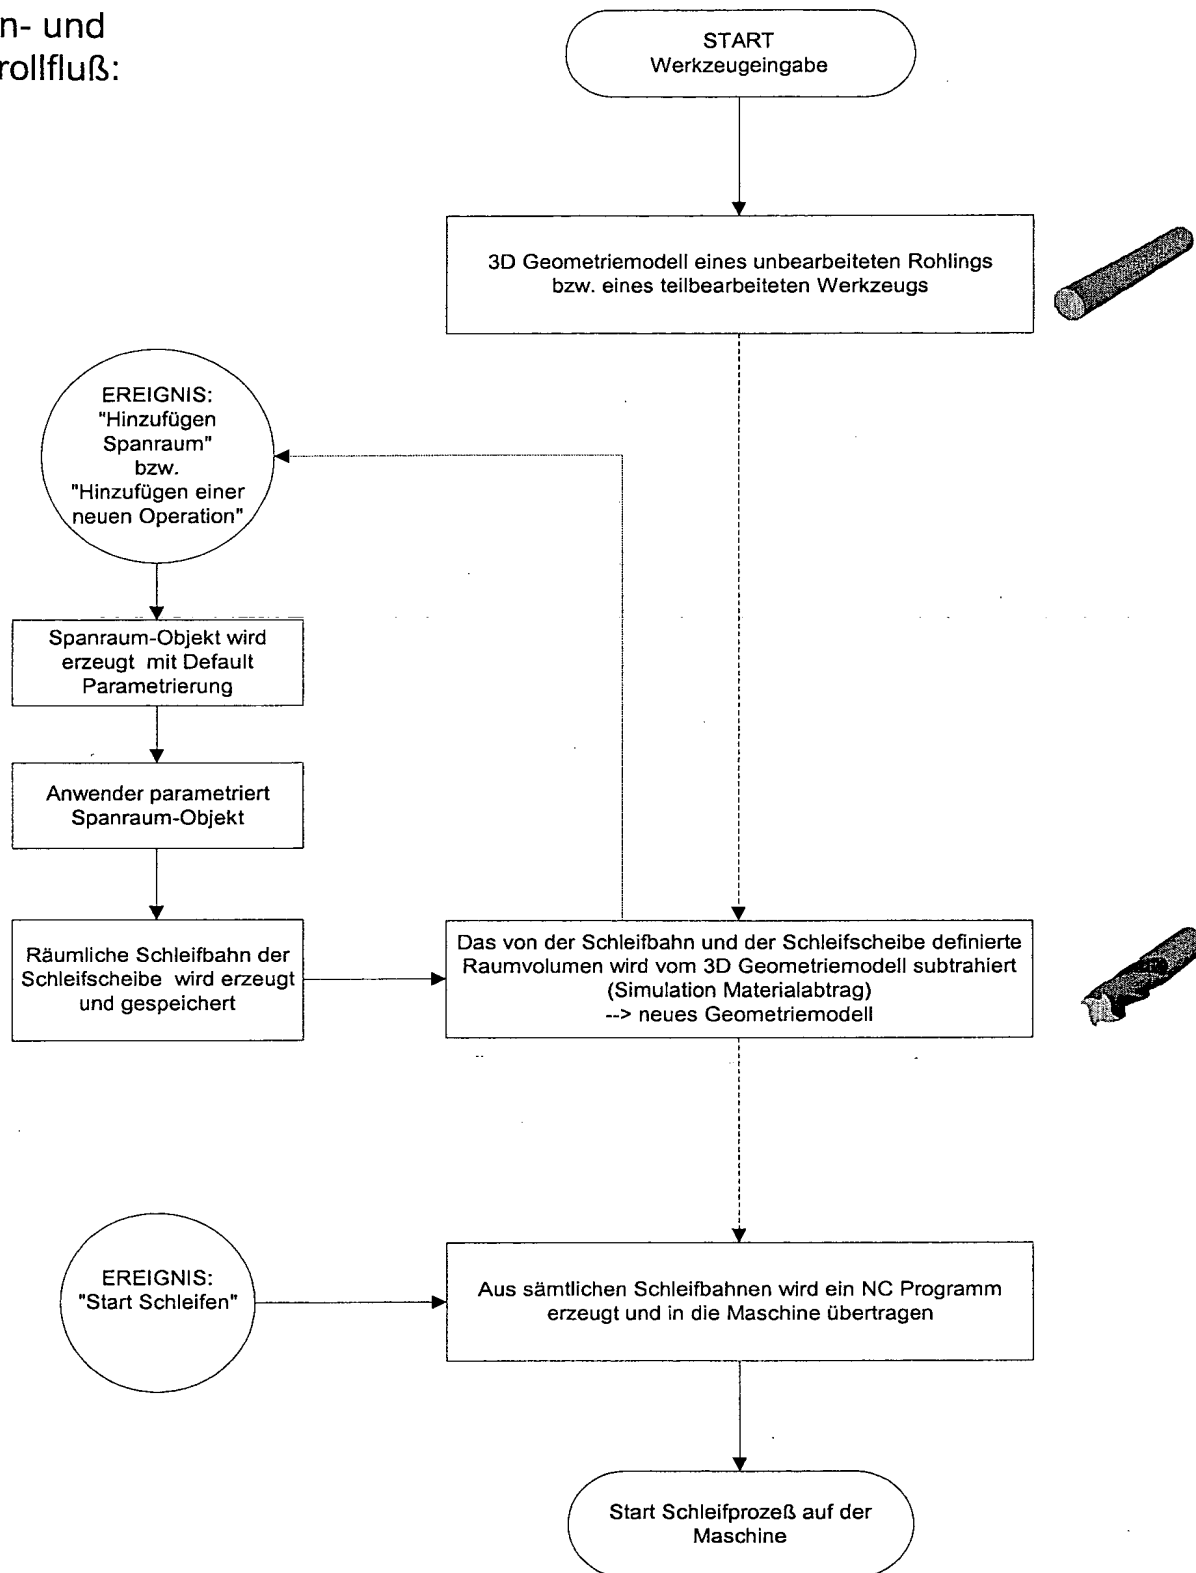 n- und
rollfluß:
START
Werkzeugeingabe
3D Geometriemodell eines unbearbeiteten Rohlings
bzw. eines teilbearbeiteten Werkzeugs
EREIGNIS:
"Hinzufügen
Spanraum"
bzw.
"Hinzufügen einer
neuen Operation"
Spanraum-Objekt wird
erzeugt mit Default
Parametrierung
Anwender parametriert
Spanraum-Objekt
Räumliche Schleifbahn der
Schleifscheibe wird erzeugt
und gespeichert
Das von der Schleifbahn und der Schleifscheibe definierte
Raumvolumen wird vom 3D Geometriemodell subtrahiert
(Simulation Materialabtrag)
--> neues Geometriemodell
EREIGNIS:
"Start Schleifen"
Aus sämtlichen Schleifbahnen wird ein NC Programm
erzeugt und in die Maschine übertragen
Start Schleifprozeß auf der
Maschine